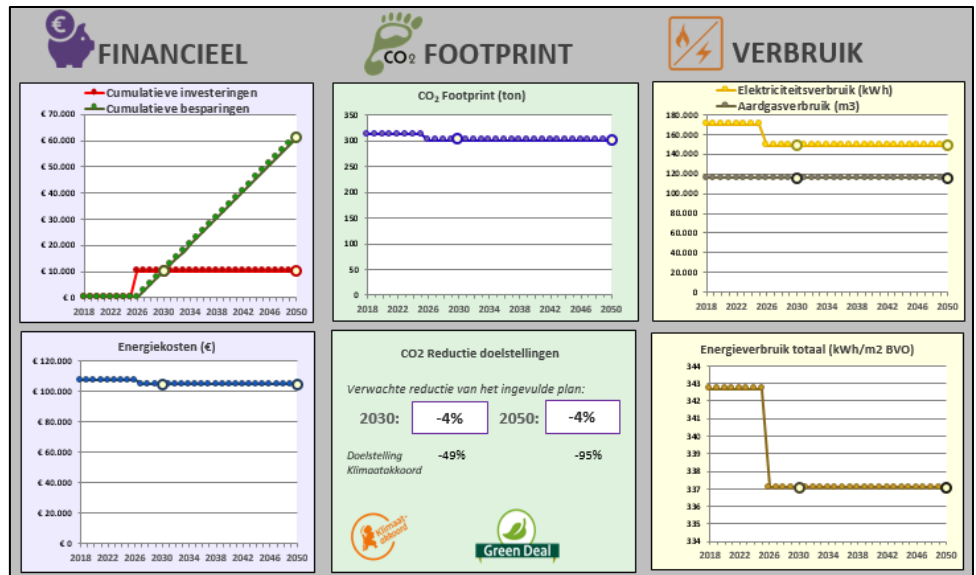 €
FINANCIEEL
CO2
FOOTPRINT
VERBRUIK
Cumulatieve investeringen
Cumulatieve besparingen
€ 70.000
€ 60.000
€ 50.000
€ 40.000
€ 30.000
€ 20.000
€ 10.000
€ 0
2018 2022 2026 2030 2034 2038 2042 2046 2050
CO₂ Footprint (ton)
350
300
250
200
150
100
50
0
2018 2022 2026 2030 2034 2038 2042 2046 2050
Elektriciteitsverbruik (kWh)
Aardgasverbruik (m3)
180.000
160.000
140.000
120.000
100.000
80.000
60.000
40.000
20.000
0
2018 2022 2026 2030 2034 2038 2042 2046 2050
Energiekosten (€)
€ 120.000
€ 100.000
€ 80.000
€ 60.000
€ 40.000
€ 20.000
€ 0
2018 2022 2026 2030 2034 2038 2042 2046 2050
CO2 Reductie doelstellingen
Verwachte reductie van het ingevulde plan:
2030: -4% 2050: -4%
Doelstelling -49% -95%
Klimaatakkoord
Klimaat-
akkoord
Green Deal
Energieverbruik totaal (kWh/m2 BVO)
344
343
342
341
340
339
338
337
336
335
334
2018 2022 2026 2030 2034 2038 2042 2046 2050